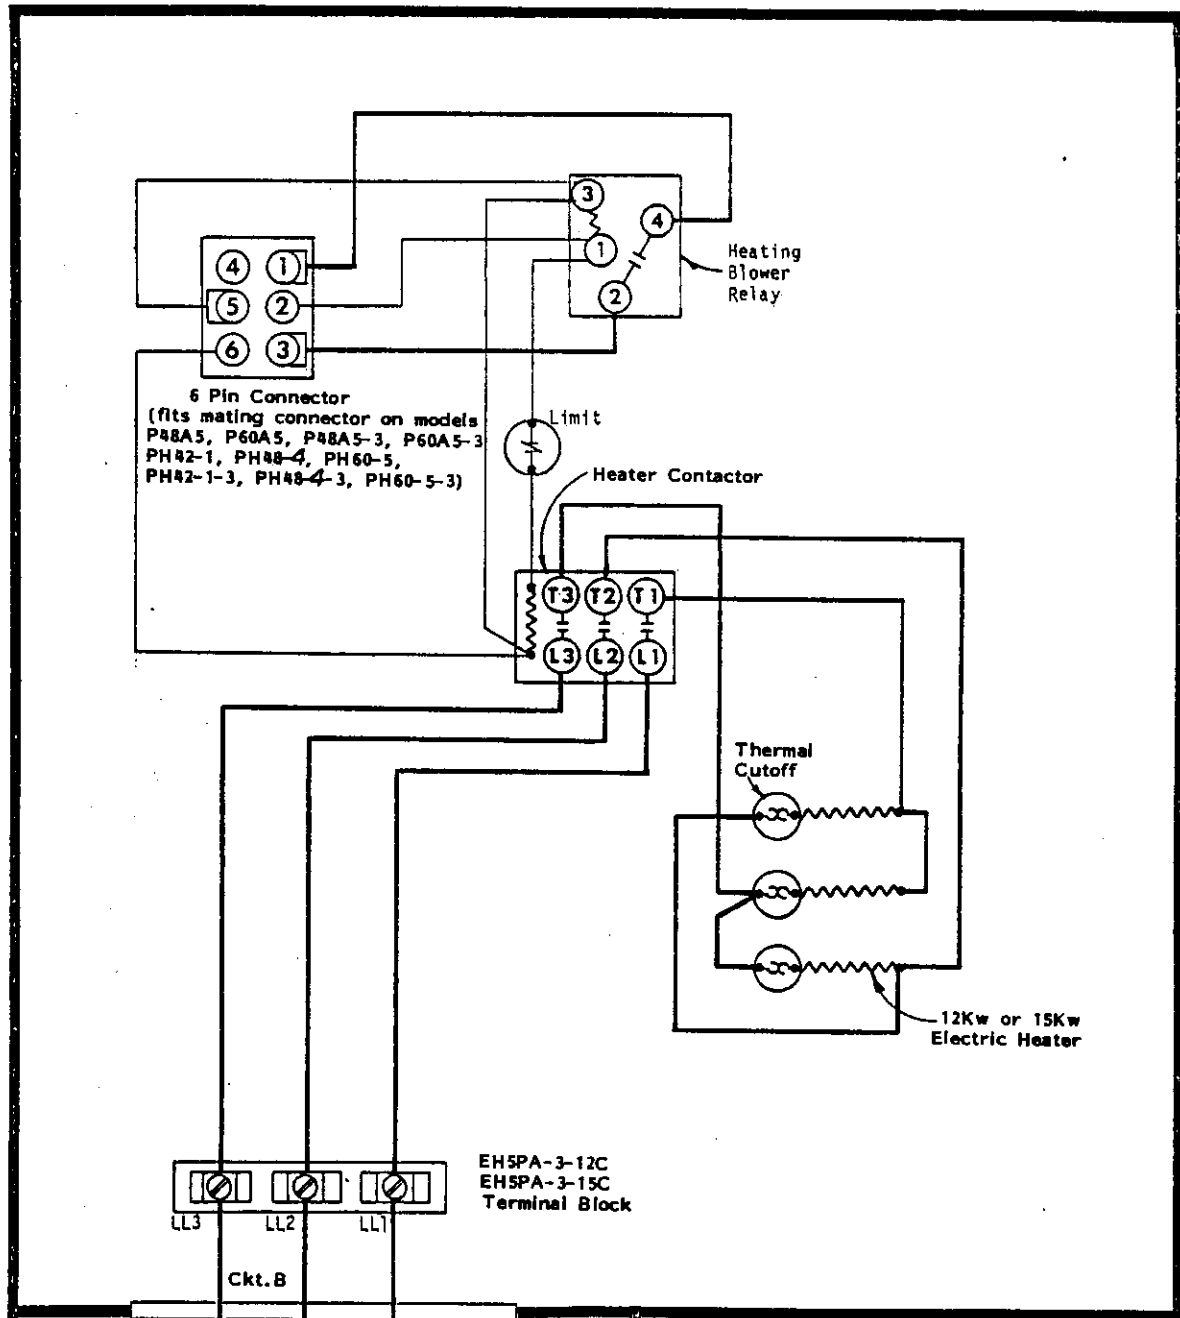 3
4
1
2
Heating
Blower
Relay
4 1
5 2
6 3
6 Pin Connector
(fits mating connector on models
P48A5, P60A5, P48A5-3, P60A5-3
PH42-1, PH48-4, PH60-5,
PH42-1-3, PH48-4-3, PH60-5-3)
Limit
Heater Contactor
T3 T2 T1
L3 L2 L1
Thermal
Cutoff
12Kw or 15Kw
Electric Heater
EH5PA-3-12C
EH5PA-3-15C
Terminal Block
LL3 LL2 LL1
Ckt.B